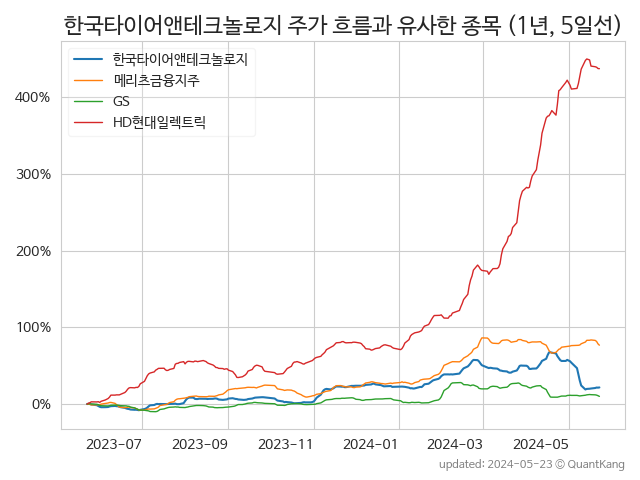 한국타이어앤테크놀로지 주가 흐름과 유사한 종목 (1년, 5일선)
한국타이어앤테크놀로지
메리츠금융지주
GS
HD현대일렉트릭
400%
300%
200%
100%
0%
2023-07 2023-09 2023-11 2024-01 2024-03 2024-05
updated: 2024-05-23 © QuantKang